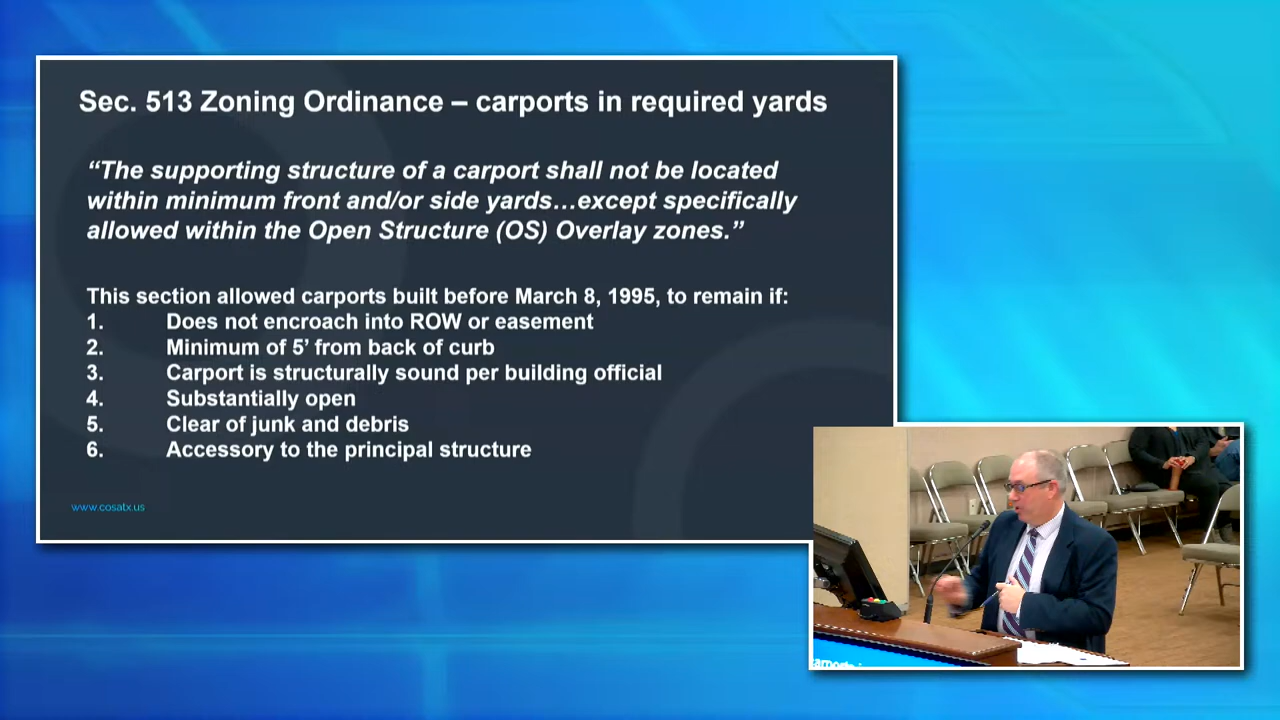 Sec. 513 Zoning Ordinance – carports in required yards
“The supporting structure of a carport shall not be located
within minimum front and/or side yards…except specifically
allowed within the Open Structure (OS) Overlay zones.”
This section allowed carports built before March 8, 1995, to remain if:
1. Does not encroach into ROW or easement
2. Minimum of 5’ from back of curb
3. Carport is structurally sound per building official
4. Substantially open
5. Clear of junk and debris
6. Accessory to the principal structure
www.cosatx.us